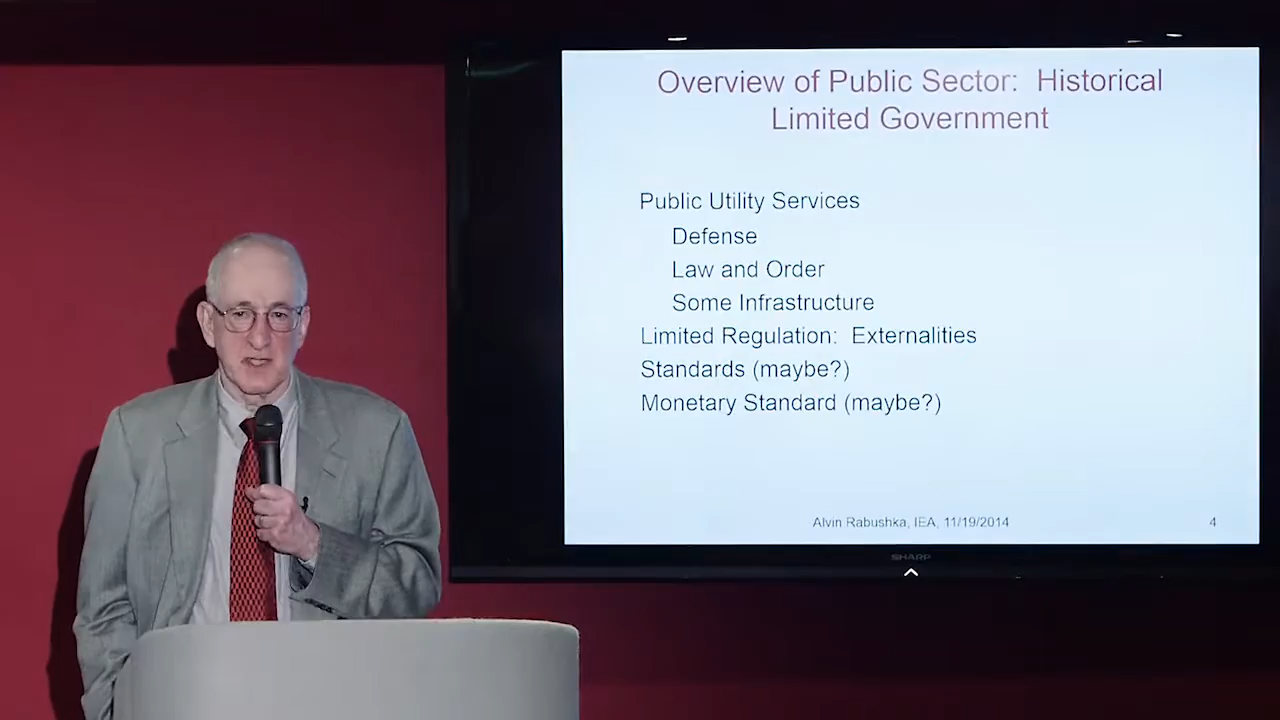 Overview of Public Sector: Historical
Limited Government
Public Utility Services
Defense
Law and Order
Some Infrastructure
Limited Regulation: Externalities
Standards (maybe?)
Monetary Standard (maybe?)
Alvin Rabushka, IEA, 11/19/2014
4
SHARP